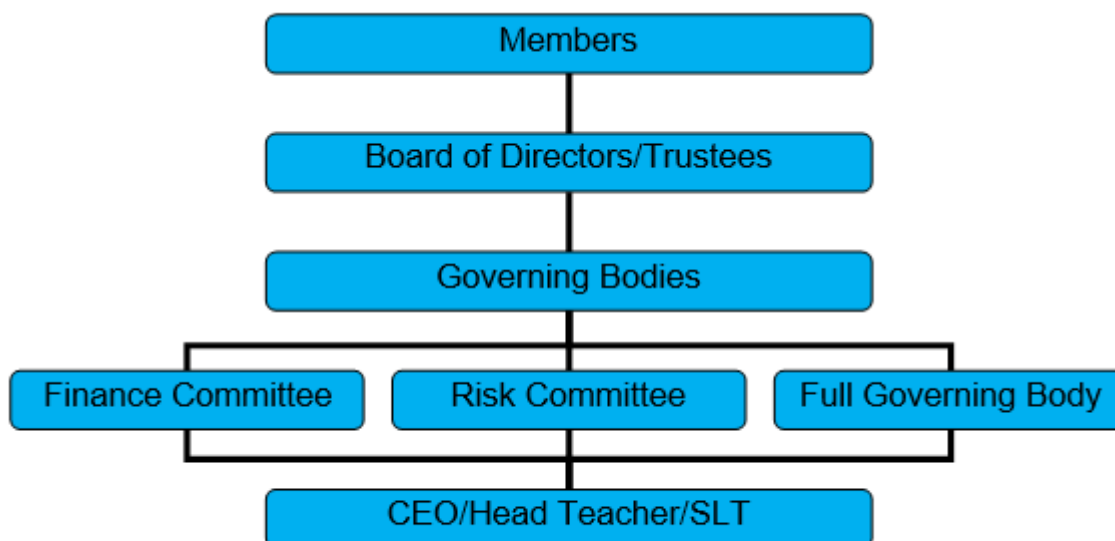 Members
Board of Directors/Trustees
Governing Bodies
Finance Committee
Risk Committee
Full Governing Body
CEO/Head Teacher/SLT